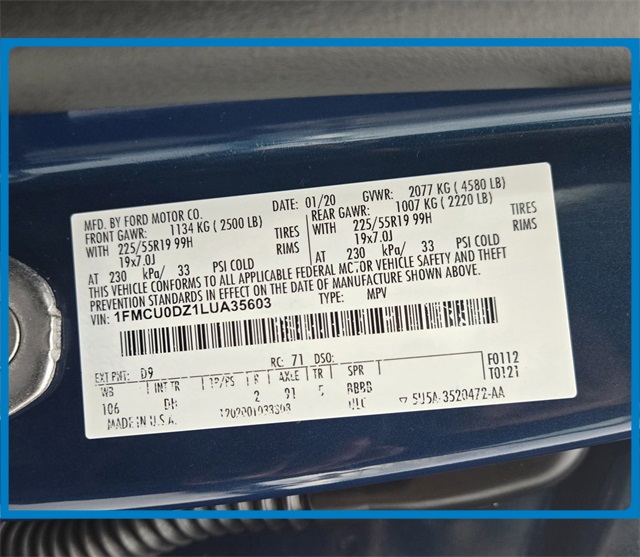 MFD. BY FORD MOTOR CO.
DATE: 01/20 GVWR: 2077 KG ( 4580 LB)
FRONT GAWR: 1134 KG ( 2500 LB)
REAR GAWR: 1007 KG ( 2220 LB)
WITH 225/55R19 99H TIRES
225/55R19 99H TIRES
19x7.0J RIMS
19x7.0J RIMS
AT 230 kPa/ 33 PSI COLD
AT 230 kPa/ 33 PSI COLD
THIS VEHICLE CONFORMS TO ALL APPLICABLE FEDERAL MOTOR VEHICLE SAFETY AND THEFT
PREVENTION STANDARDS IN EFFECT ON THE DATE OF MANUFACTURE SHOWN ABOVE.
VIN: 1FMCU0DZ1LUA35603
TYPE: MPV
EXT PNT: D9 RC: 71 DSO: F0112
WB INT TR TP/PS R AXLE TR SPR T0121
106 2 BBBB
MADE IN U.S.A. 5U5A-3520472-AA